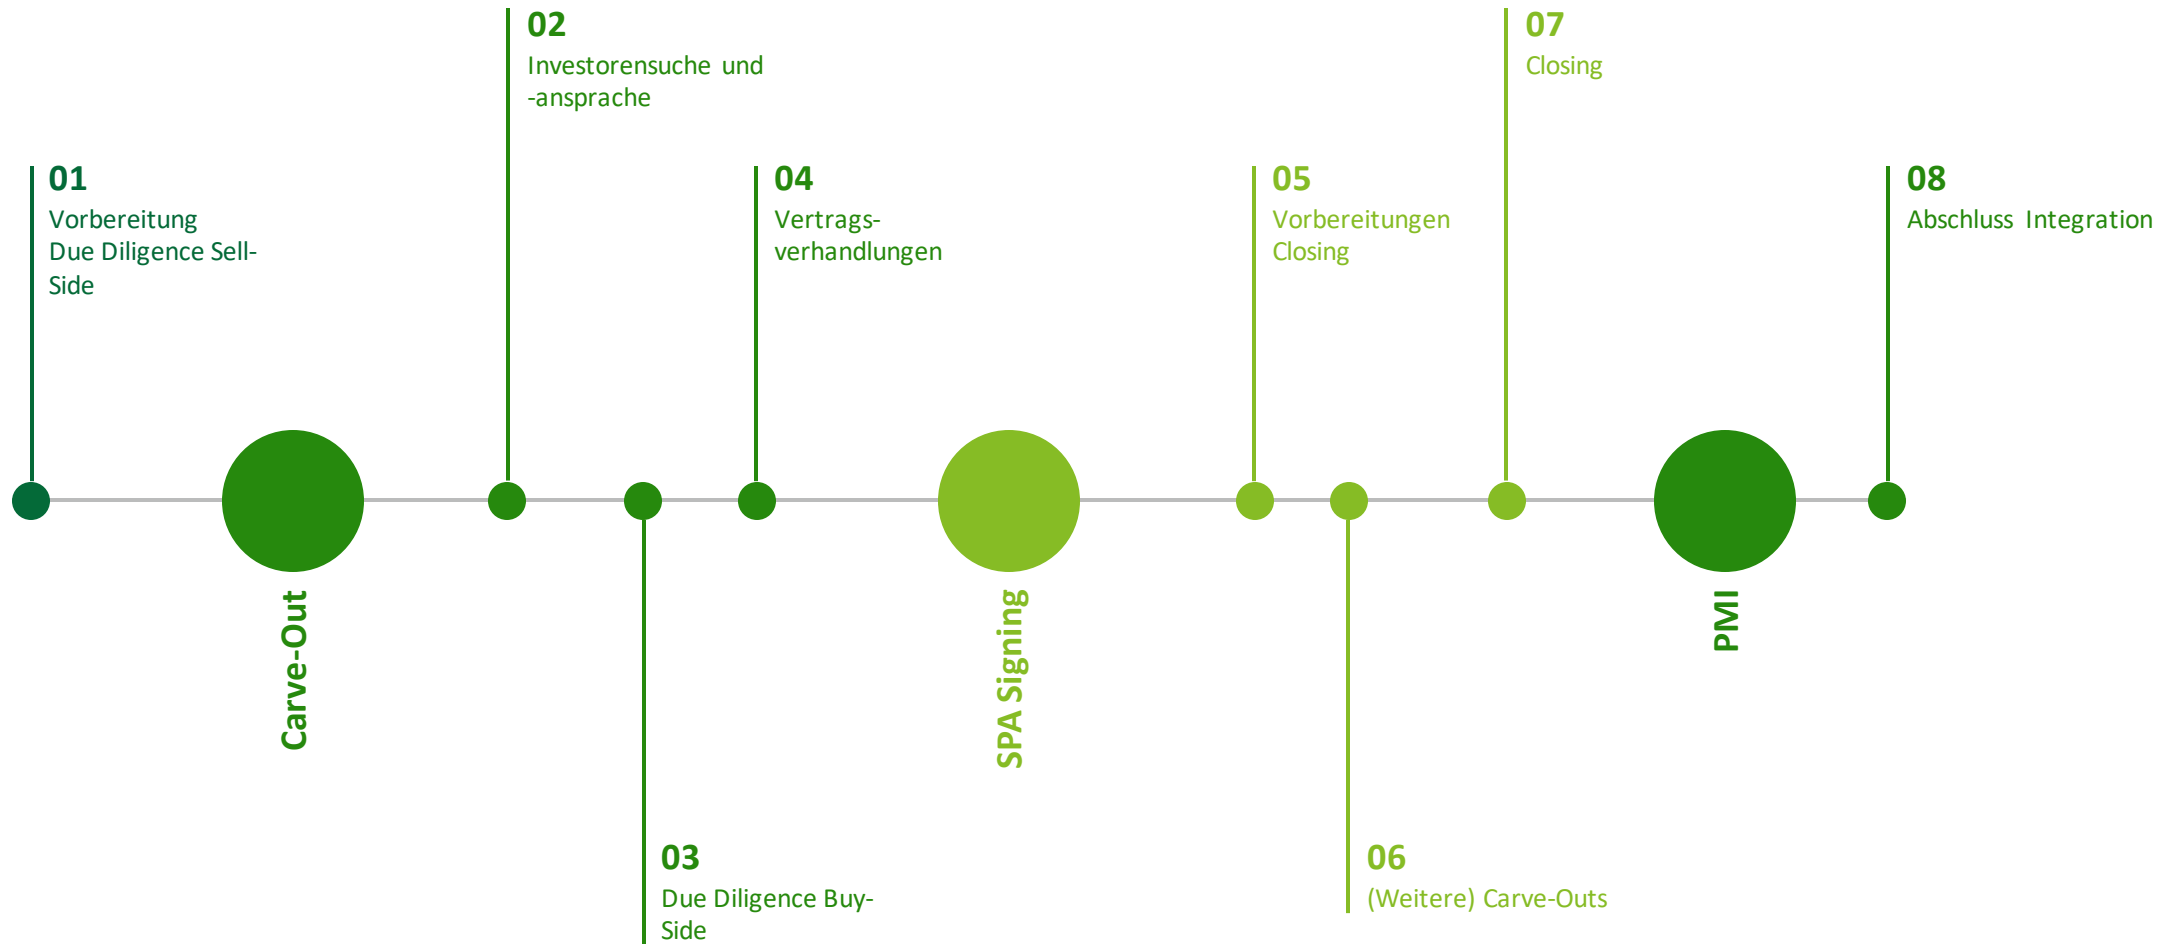 01
Vorbereitung
Due Diligence Sell-
Side
Carve-Out
02
Investorensuche und
-ansprache
03
Due Diligence Buy-
Side
04
Vertrags-
verhandlungen
SPA Signing
05
Vorbereitungen
Closing
06
(Weitere) Carve-Outs
07
Closing
PMI
08
Abschluss Integration